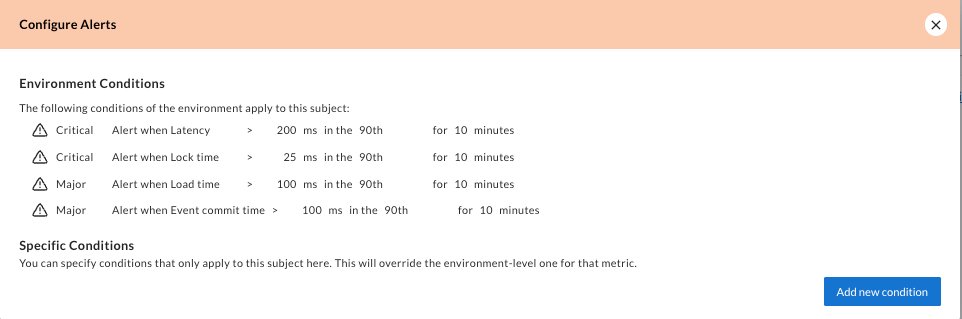 Configure Alerts
Environment Conditions
The following conditions of the environment apply to this subject:
Critical Alert when Latency > 200 ms in the 90th for 10 minutes
Critical Alert when Lock time > 25 ms in the 90th for 10 minutes
Major Alert when Load time > 100 ms in the 90th for 10 minutes
Major Alert when Event commit time > 100 ms in the 90th for 10 minutes
Specific Conditions
You can specify conditions that only apply to this subject here. This will override the environment-level one for that metric.
Add new condition